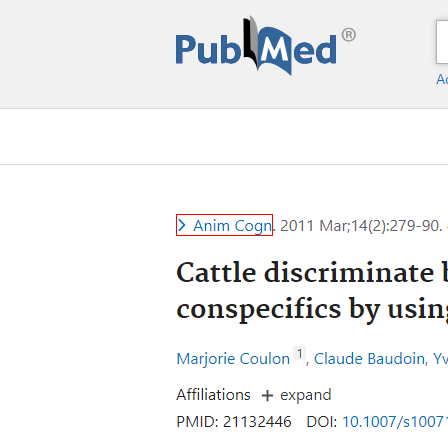 PubMed®
Anim Cogn. 2011 Mar;14(2):279-90.
Cattle discriminate
conspecifics by using
Marjorie Coulon 1, Claude Baudoin, Yv
Affiliations + expand
PMID: 21132446 DOI: 10.1007/s1007